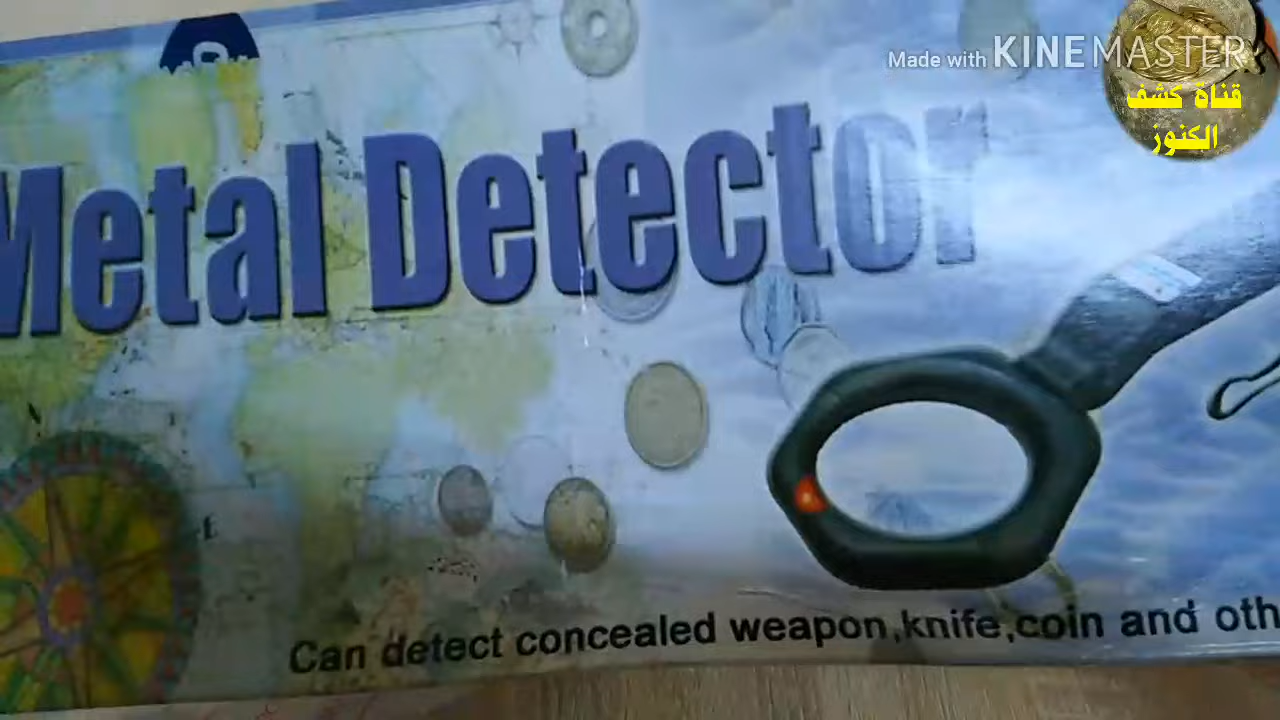 Made with KINEMASTER
قناة كشف
الكنوز
Metal Detector
E
Can detect concealed weapon,knife,coin and oth